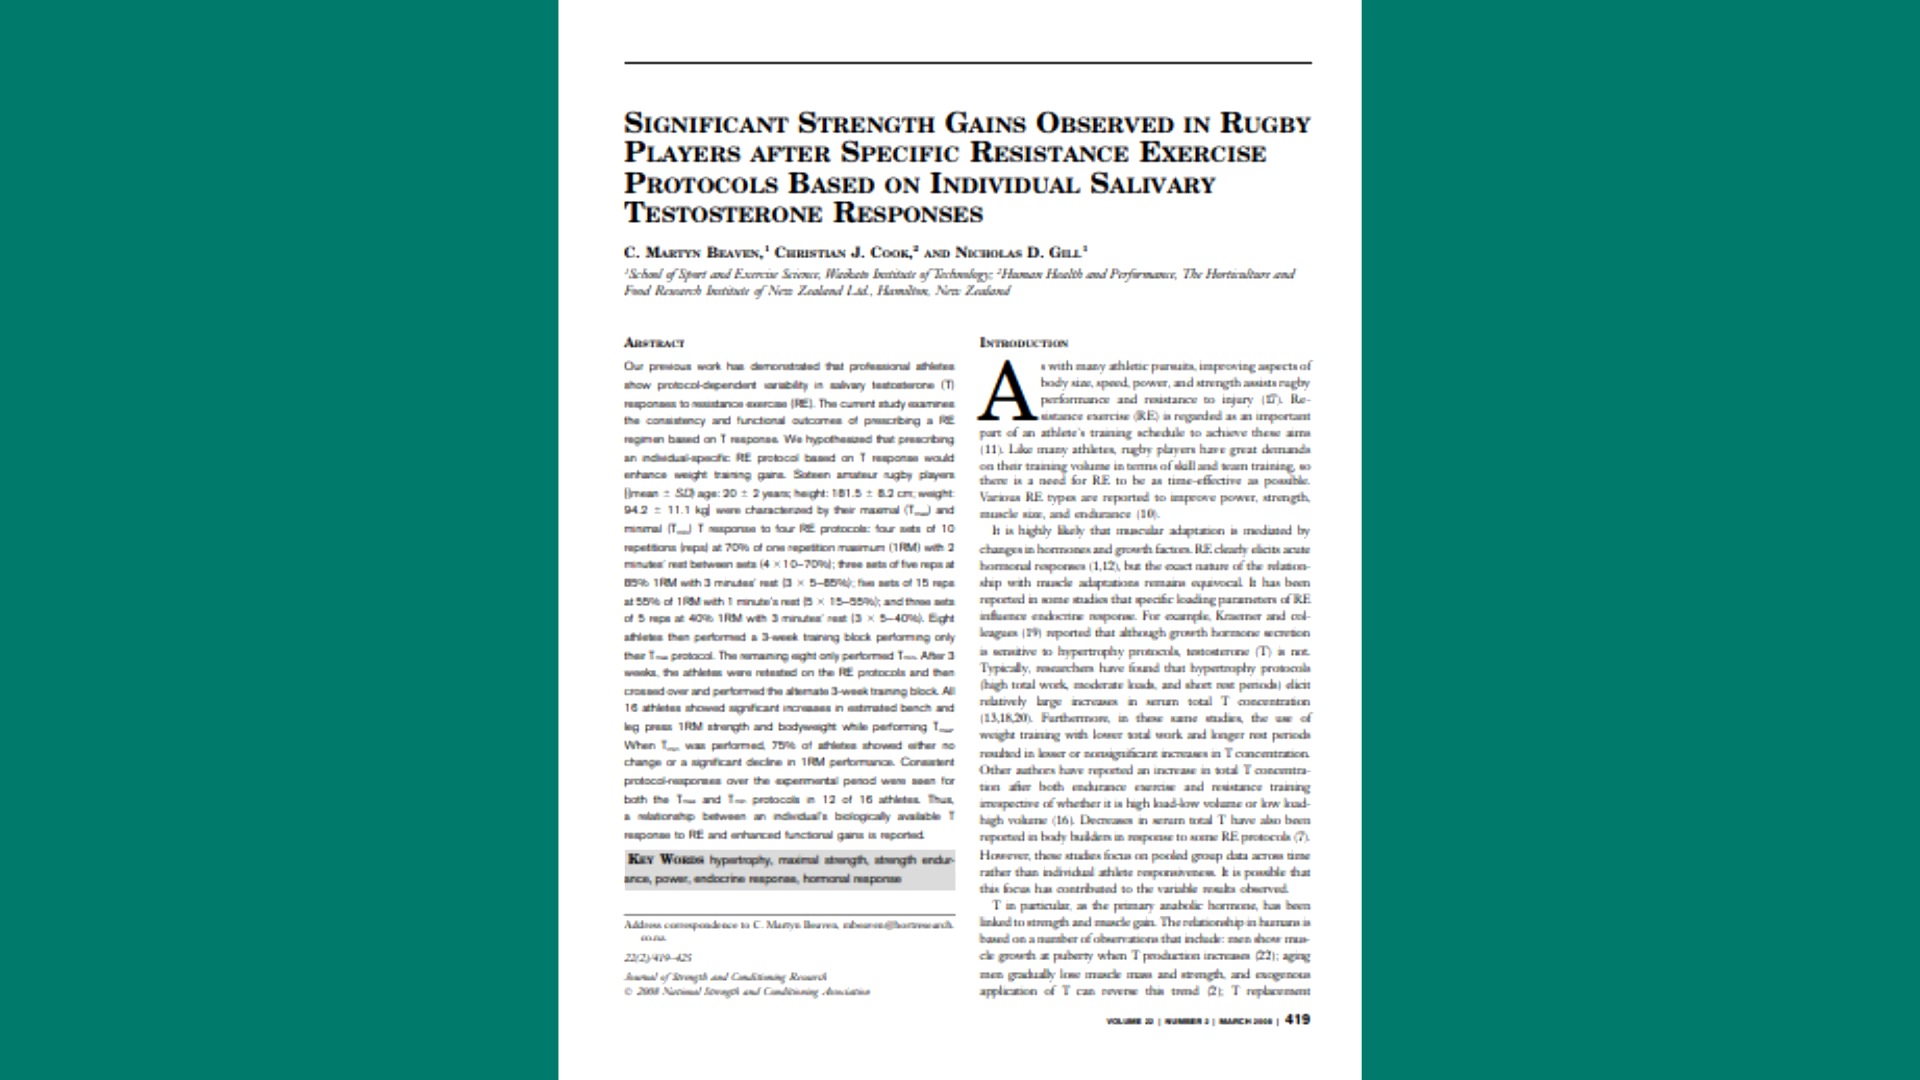 SIGNIFICANT STRENGTH GAINS OBSERVED IN RUGBY
PLAYERS AFTER SPECIFIC RESISTANCE EXERCISE
PROTOCOLS BASED ON INDIVIDUAL SALIVARY
TESTOSTERONE RESPONSES
C. MARTYN BEAVEN,¹ CHRISTIAN J. COOK,² AND NICHOLAS D. GILL¹
¹School of Sport and Exercise Science, Waikato Institute of Technology; ²Human Health and Performance, The Horticulture and
Food Research Institute of New Zealand Ltd., Hamilton, New Zealand
ABSTRACT
Our previous work has demonstrated that professional athletes
show protocol-dependent variability in salivary testosterone (T)
responses to resistance exercise (RE). The current study examines
the consistency and functional outcomes of prescribing a RE
regimen based on T response. We hypothesized that prescribing
an individual-specific RE protocol based on T response would
enhance weight training gains. Sixteen amateur rugby players
[(mean ± SD) age: 20 ± 2 years; height: 181.5 ± 8.2 cm; weight:
94.2 ± 11.1 kg] were characterized by their maximal (Tmax) and
minimal (Tmin) T response to four RE protocols: four sets of 10
repetitions (reps) at 70% of one repetition maximum (1RM) with 2
minutes' rest between sets (4 × 10–70%); three sets of five reps at
85% 1RM with 3 minutes' rest (3 × 5–85%); five sets of 15 reps
at 55% of 1RM with 1 minute's rest (5 × 15–55%); and three sets
of 5 reps at 40% 1RM with 3 minutes' rest (3 × 5–40%). Eight
athletes then performed a 3-week training block performing only
their Tmax protocol. The remaining eight only performed Tmin. After 3
weeks, the athletes were retested on the RE protocols and then
crossed over and performed the alternate 3-week training block. All
16 athletes showed significant increases in estimated bench and
leg press 1RM strength and bodyweight while performing Tmax.
When Tmin was performed, 75% of athletes showed either no
change or a significant decline in 1RM performance. Consistent
protocol-responses over the experimental period were seen for
both the Tmax and Tmin protocols in 12 of 16 athletes. Thus,
a relationship between an individual's biologically available T
response to RE and enhanced functional gains is reported.
KEY WORDS hypertrophy, maximal strength, strength endur-
ance, power, endocrine response, hormonal response
Address correspondence to C. Martyn Beaven, mbeaven@hortresearch.
co.nz.
22(2)/419–425
Journal of Strength and Conditioning Research
© 2008 National Strength and Conditioning Association
INTRODUCTION
As with many athletic pursuits, improving aspects of
body size, speed, power, and strength assists rugby
performance and resistance to injury (17). Re-
sistance exercise (RE) is regarded as an important
part of an athlete's training schedule to achieve these aims
(11). Like many athletes, rugby players have great demands
on their training volume in terms of skill and team training, so
there is a need for RE to be as time-effective as possible.
Various RE types are reported to improve power, strength,
muscle size, and endurance (10).
It is highly likely that muscular adaptation is mediated by
changes in hormones and growth factors. RE clearly elicits acute
hormonal responses (1,12), but the exact nature of the relation-
ship with muscle adaptations remains equivocal. It has been
reported in some studies that specific loading parameters of RE
influence endocrine response. For example, Kraemer and col-
leagues (19) reported that although growth hormone secretion
is sensitive to hypertrophy protocols, testosterone (T) is not.
Typically, researchers have found that hypertrophy protocols
(high total work, moderate loads, and short rest periods) elicit
relatively large increases in serum total T concentration
(13,18,20). Furthermore, in these same studies, the use of
weight training with lower total work and longer rest periods
resulted in lesser or nonsignificant increases in T concentration.
Other authors have reported an increase in total T concentra-
tion after both endurance exercise and resistance training
irrespective of whether it is high load-low volume or low load-
high volume (16). Decreases in serum total T have also been
reported in body builders in response to some RE protocols (7).
However, these studies focus on pooled group data across time
rather than individual athlete responsiveness. It is possible that
this focus has contributed to the variable results observed.
T in particular, as the primary anabolic hormone, has been
linked to strength and muscle gain. The relationship in humans is
based on a number of observations that include: men show mus-
cle growth at puberty when T production increases (22); aging
men gradually lose muscle mass and strength, and exogenous
application of T can reverse this trend (2); T replacement
VOLUME 22 | NUMBER 2 | MARCH 2008 | 419